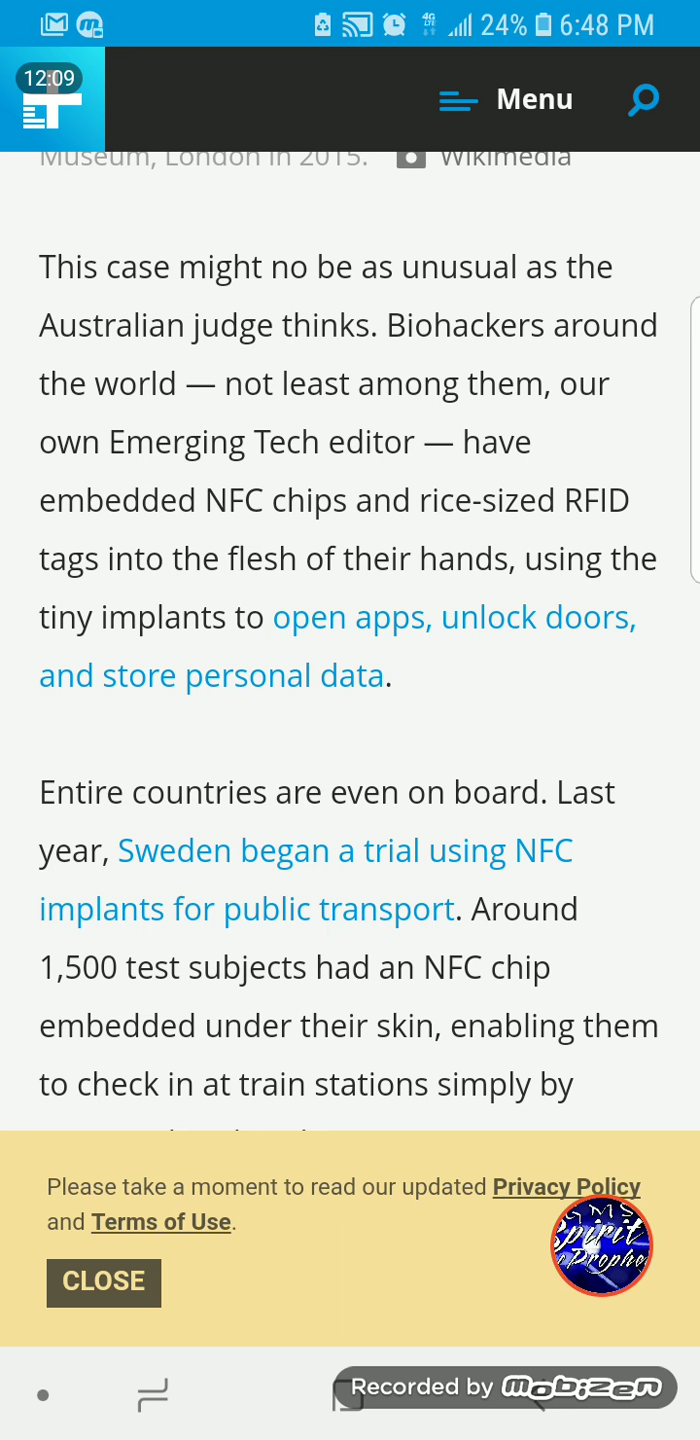 4G
24% 6:48 PM
12:09
Menu
Museum, London in 2015. Wikimedia
This case might no be as unusual as the
Australian judge thinks. Biohackers around
the world — not least among them, our
own Emerging Tech editor — have
embedded NFC chips and rice-sized RFID
tags into the flesh of their hands, using the
tiny implants to open apps, unlock doors,
and store personal data.
Entire countries are even on board. Last
year, Sweden began a trial using NFC
implants for public transport. Around
1,500 test subjects had an NFC chip
embedded under their skin, enabling them
to check in at train stations simply by
Please take a moment to read our updated Privacy Policy
and Terms of Use.
Spirit
CLOSE
Recorded by mobizen